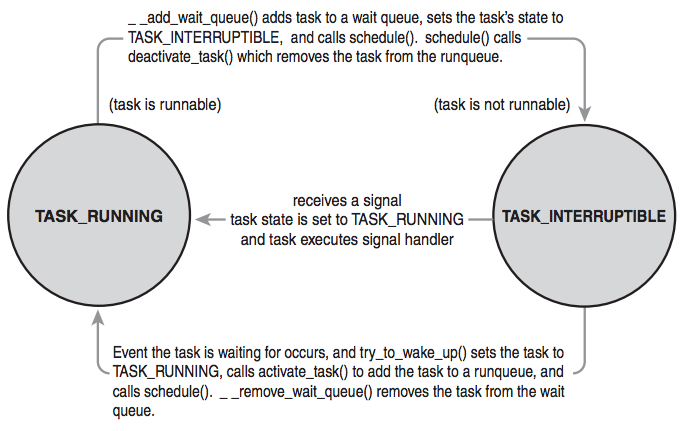 _ _add_wait_queue() adds task to a wait queue, sets the task’s state to
TASK_INTERRUPTIBLE, and calls schedule(). schedule() calls
deactivate_task() which removes the task from the runqueue.
(task is runnable)
(task is not runnable)
TASK_RUNNING
receives a signal
task state is set to TASK_RUNNING
and task executes signal handler
TASK_INTERRUPTIBLE
Event the task is waiting for occurs, and try_to_wake_up() sets the task to
TASK_RUNNING, calls activate_task() to add the task to a runqueue, and
calls schedule(). _ _remove_wait_queue() removes the task from the wait
queue.